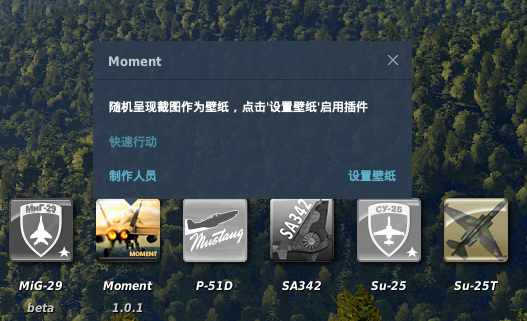 Moment
随机呈现截图作为壁纸，点击'设置壁纸'启用插件
快速行动
制作人员 设置壁纸
МиГ-29 MOMENT Mustang SA342 СУ-25
MiG-29 Moment P-51D SA342 Su-25 Su-25T
beta 1.0.1